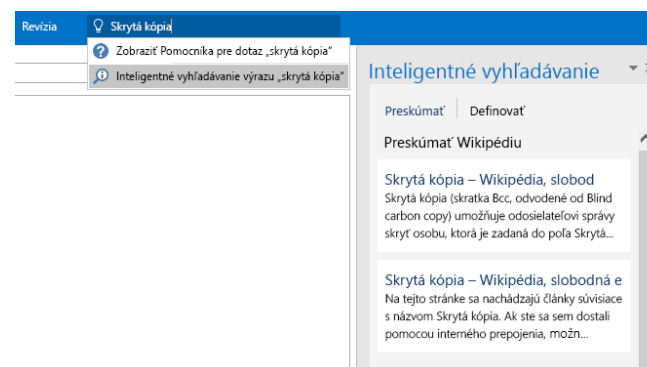 Revízia
Skrytá kópia
Zobraziť Pomocníka pre dotaz „skrytá kópia“
Inteligentné vyhľadávanie výrazu „skrytá kópia“
Inteligentné vyhľadávanie
Preskúmať
Definovať
Preskúmať Wikipédiu
Skrytá kópia – Wikipédia, slobod
Skrytá kópia (skratka Bcc, odvodené od Blind
carbon copy) umožňuje odosielateľovi správy
skryť osobu, ktorá je zadaná do poľa Skrytá...
Skrytá kópia – Wikipédia, slobodná e
Na tejto stránke sa nachádzajú články súvisiace
s názvom Skrytá kópia. Ak ste sa sem dostali
pomocou interného prepojenia, možn...